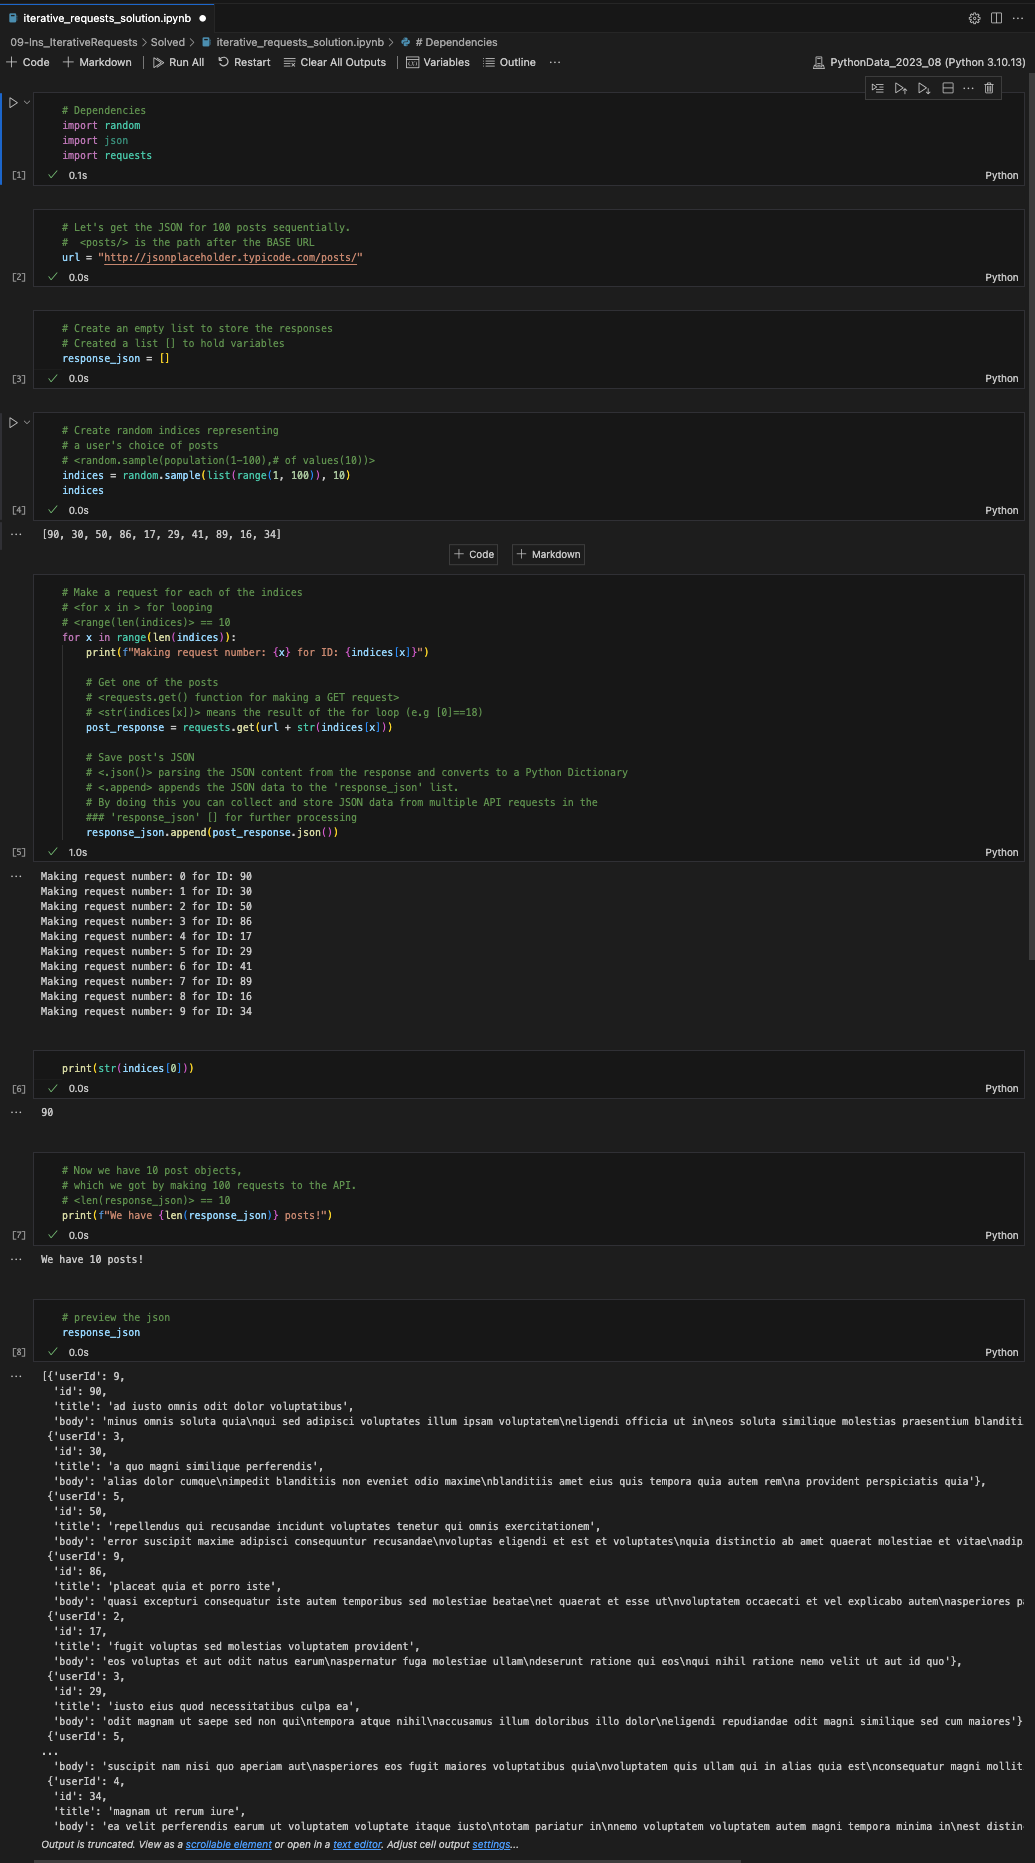 iterative_requests_solution.ipynb
09-Ins_IterativeRequests > Solved > iterative_requests_solution.ipynb > # Dependencies
+ Code + Markdown | Run All Restart Clear All Outputs | Variables Outline ...
PythonData_2023_08 (Python 3.10.13)
# Dependencies
import random
import json
import requests
[1] 0.1s Python
# Let's get the JSON for 100 posts sequentially.
#  <posts/> is the path after the BASE URL
url = "http://jsonplaceholder.typicode.com/posts/"
[2] 0.0s Python
# Create an empty list to store the responses
# Created a list [] to hold variables
response_json = []
[3] 0.0s Python
# Create random indices representing
# a user's choice of posts
# <random.sample(population(1-100),# of values(10))>
indices = random.sample(list(range(1, 100)), 10)
indices
[4] 0.0s Python
... [90, 30, 50, 86, 17, 29, 41, 89, 16, 34]
+ Code + Markdown
# Make a request for each of the indices
# <for x in > for looping
# <range(len(indices)> == 10
for x in range(len(indices)):
print(f"Making request number: {x} for ID: {indices[x]}")
# Get one of the posts
# <requests.get() function for making a GET request>
# <str(indices[x])> means the result of the for loop (e.g [0]==18)
post_response = requests.get(url + str(indices[x]))
# Save post's JSON
# <.json()> parsing the JSON content from the response and converts to a Python Dictionary
# <.append> appends the JSON data to the 'response_json' list.
# By doing this you can collect and store JSON data from multiple API requests in the
### 'response_json' [] for further processing
response_json.append(post_response.json())
[5] 1.0s Python
... Making request number: 0 for ID: 90
Making request number: 1 for ID: 30
Making request number: 2 for ID: 50
Making request number: 3 for ID: 86
Making request number: 4 for ID: 17
Making request number: 5 for ID: 29
Making request number: 6 for ID: 41
Making request number: 7 for ID: 89
Making request number: 8 for ID: 16
Making request number: 9 for ID: 34
print(str(indices[0]))
[6] 0.0s Python
... 90
# Now we have 10 post objects,
# which we got by making 100 requests to the API.
# <len(response_json)> == 10
print(f"We have {len(response_json)} posts!")
[7] 0.0s Python
... We have 10 posts!
# preview the json
response_json
[8] 0.0s Python
... [{'userId': 9,
'id': 90,
'title': 'ad iusto omnis odit dolor voluptatibus',
'body': 'minus omnis soluta quia\nqui sed adipisci voluptates illum ipsam voluptatem\neligendi officia ut in\neos soluta similique molestias praesentium blanditi
{'userId': 3,
'id': 30,
'title': 'a quo magni similique perferendis',
'body': 'alias dolor cumque\nimpedit blanditiis non eveniet odio maxime\nblanditiis amet eius quis tempora quia autem rem\na provident perspiciatis quia'},
{'userId': 5,
'id': 50,
'title': 'repellendus qui recusandae incidunt voluptates tenetur qui omnis exercitationem',
'body': 'error suscipit maxime adipisci consequuntur recusandae\nvoluptas eligendi et est et voluptates\nquia distinctio ab amet quaerat molestiae et vitae\nadip
{'userId': 9,
'id': 86,
'title': 'placeat quia et porro iste',
'body': 'quasi excepturi consequatur iste autem temporibus sed molestiae beatae\net quaerat et esse ut\nvoluptatem occaecati et vel explicabo autem\nasperiores pa
{'userId': 2,
'id': 17,
'title': 'fugit voluptas sed molestias voluptatem provident',
'body': 'eos voluptas et aut odit natus earum\naspernatur fuga molestiae ullam\ndeserunt ratione qui eos\nqui nihil ratione nemo velit ut aut id quo'},
{'userId': 3,
'id': 29,
'title': 'iusto eius quod necessitatibus culpa ea',
'body': 'odit magnam ut saepe sed non qui\ntempora atque nihil\naccusamus illum doloribus illo dolor\neligendi repudiandae odit magni similique sed cum maiores'}
{'userId': 5,
...
'body': 'suscipit nam nisi quo aperiam aut\nasperiores eos fugit maiores voluptatibus quia\nvoluptatem quis ullam qui in alias quia est\nconsequatur magni mollit
{'userId': 4,
'id': 34,
'title': 'magnam ut rerum iure',
'body': 'ea velit perferendis earum ut voluptatem voluptate itaque iusto\ntotam pariatur in\nnemo voluptatem voluptatem autem magni tempora minima in\nest distin
Output is truncated. View as a scrollable element or open in a text editor. Adjust cell output settings...